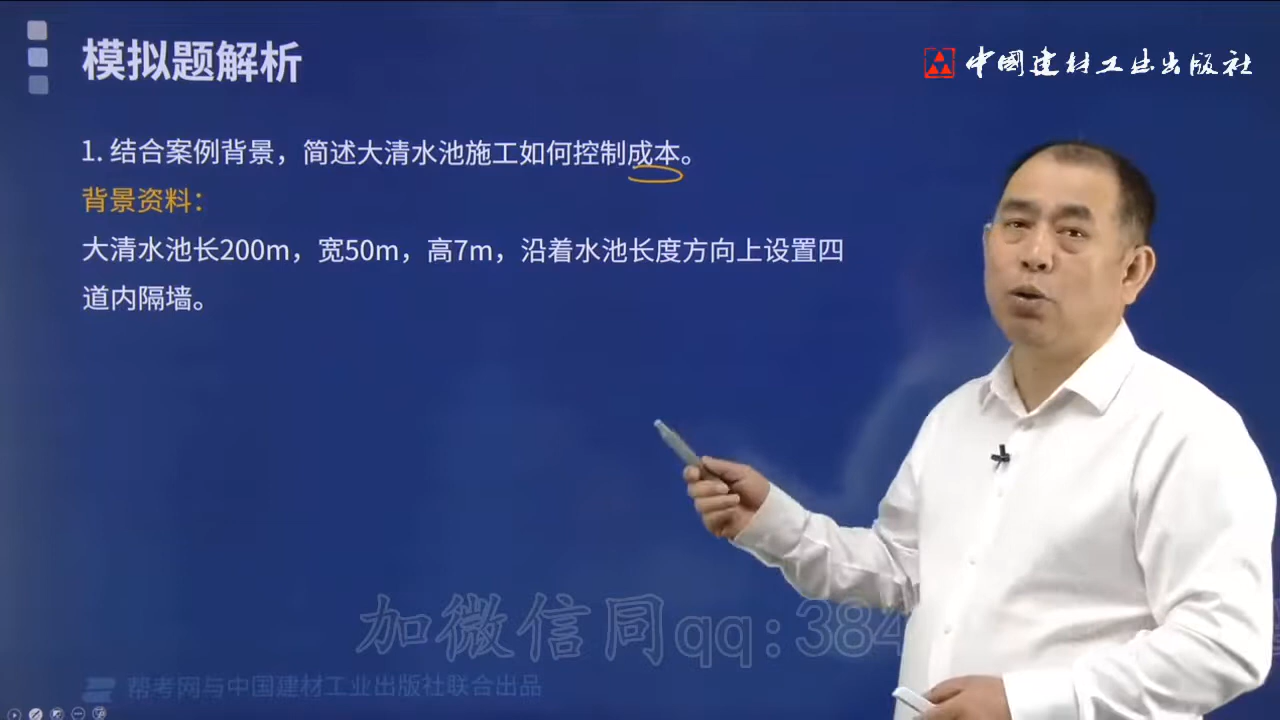 模拟题解析
中国建材工业出版社
1. 结合案例背景，简述大清水池施工如何控制成本。
背景资料：
大清水池长200m，宽50m，高7m，沿着水池长度方向上设置四
道内隔墙。
加微信同qq:384
帮考网与中国建材工业出版社联合出品